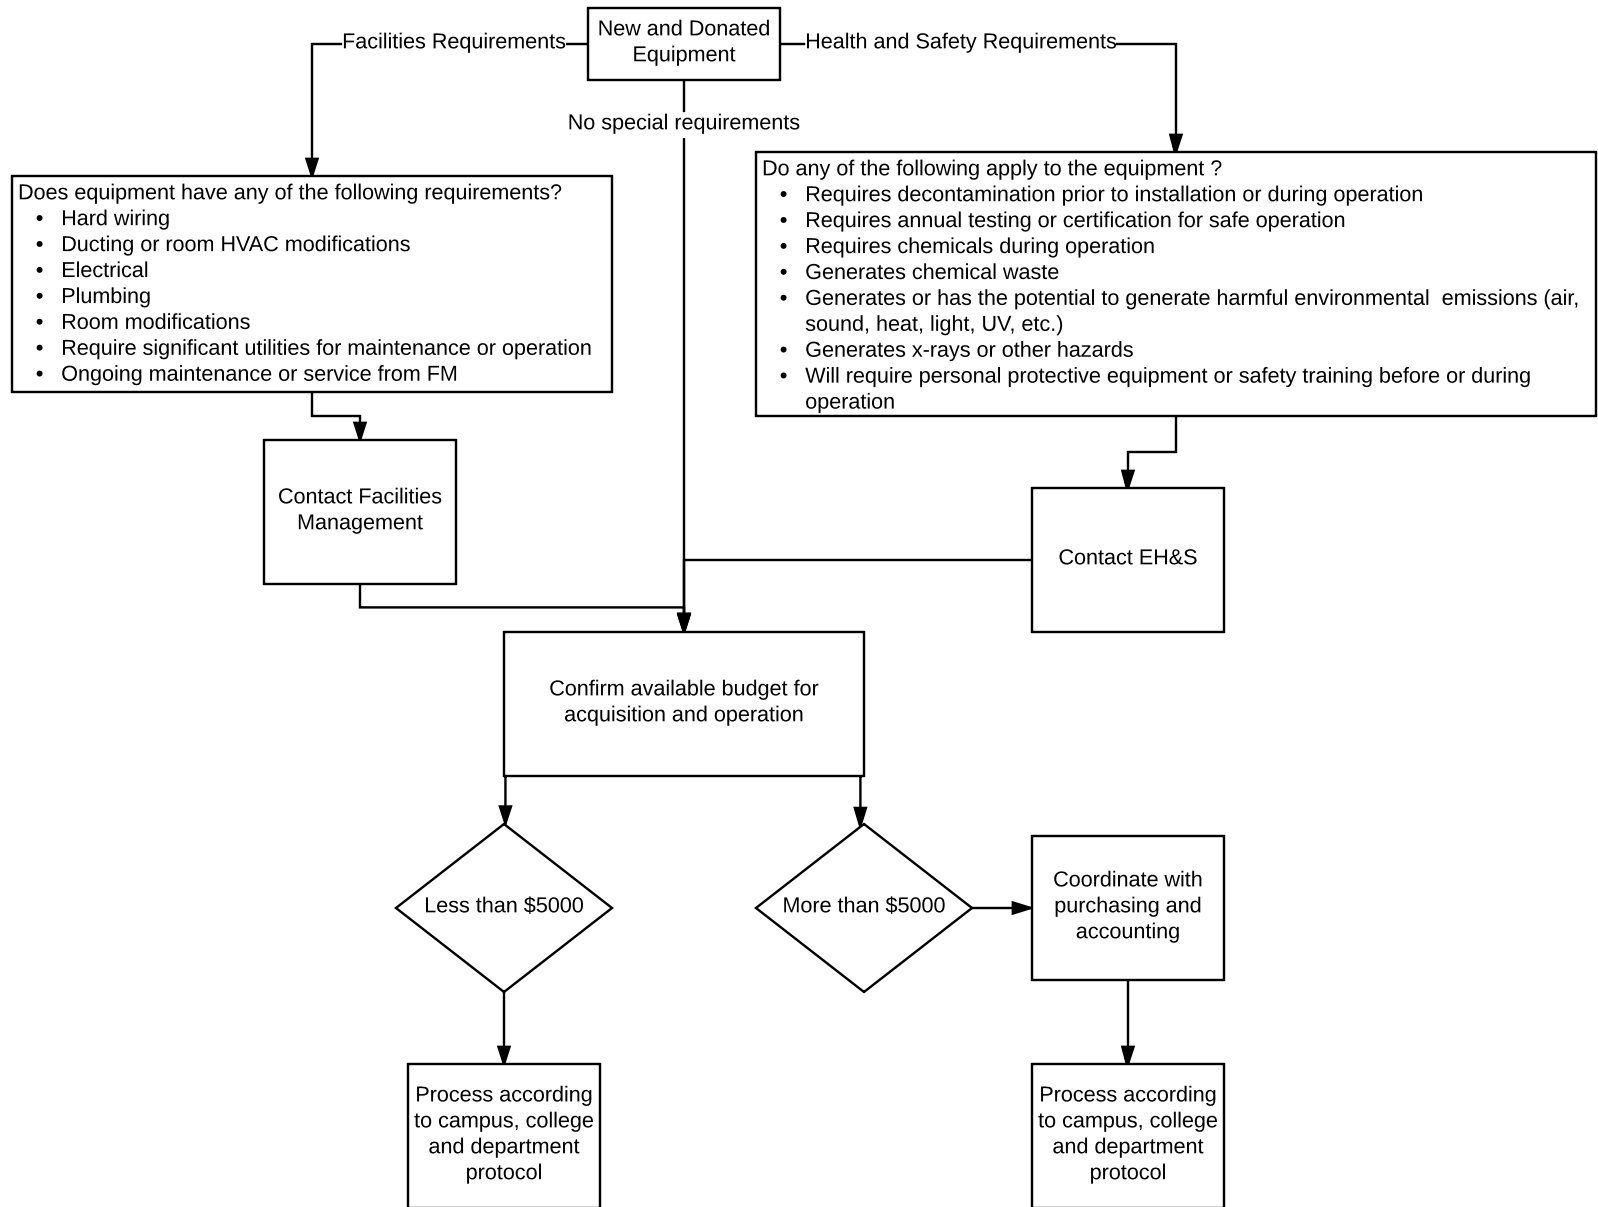 New and Donated
Equipment
Facilities Requirements
Health and Safety Requirements
No special requirements
Does equipment have any of the following requirements?
• Hard wiring
• Ducting or room HVAC modifications
• Electrical
• Plumbing
• Room modifications
• Require significant utilities for maintenance or operation
• Ongoing maintenance or service from FM
Do any of the following apply to the equipment ?
• Requires decontamination prior to installation or during operation
• Requires annual testing or certification for safe operation
• Requires chemicals during operation
• Generates chemical waste
• Generates or has the potential to generate harmful environmental  emissions (air,
sound, heat, light, UV, etc.)
• Generates x-rays or other hazards
• Will require personal protective equipment or safety training before or during
operation
Contact Facilities
Management
Contact EH&S
Confirm available budget for
acquisition and operation
Less than $5000
More than $5000
Coordinate with
purchasing and
accounting
Process according
to campus, college
and department
protocol
Process according
to campus, college
and department
protocol